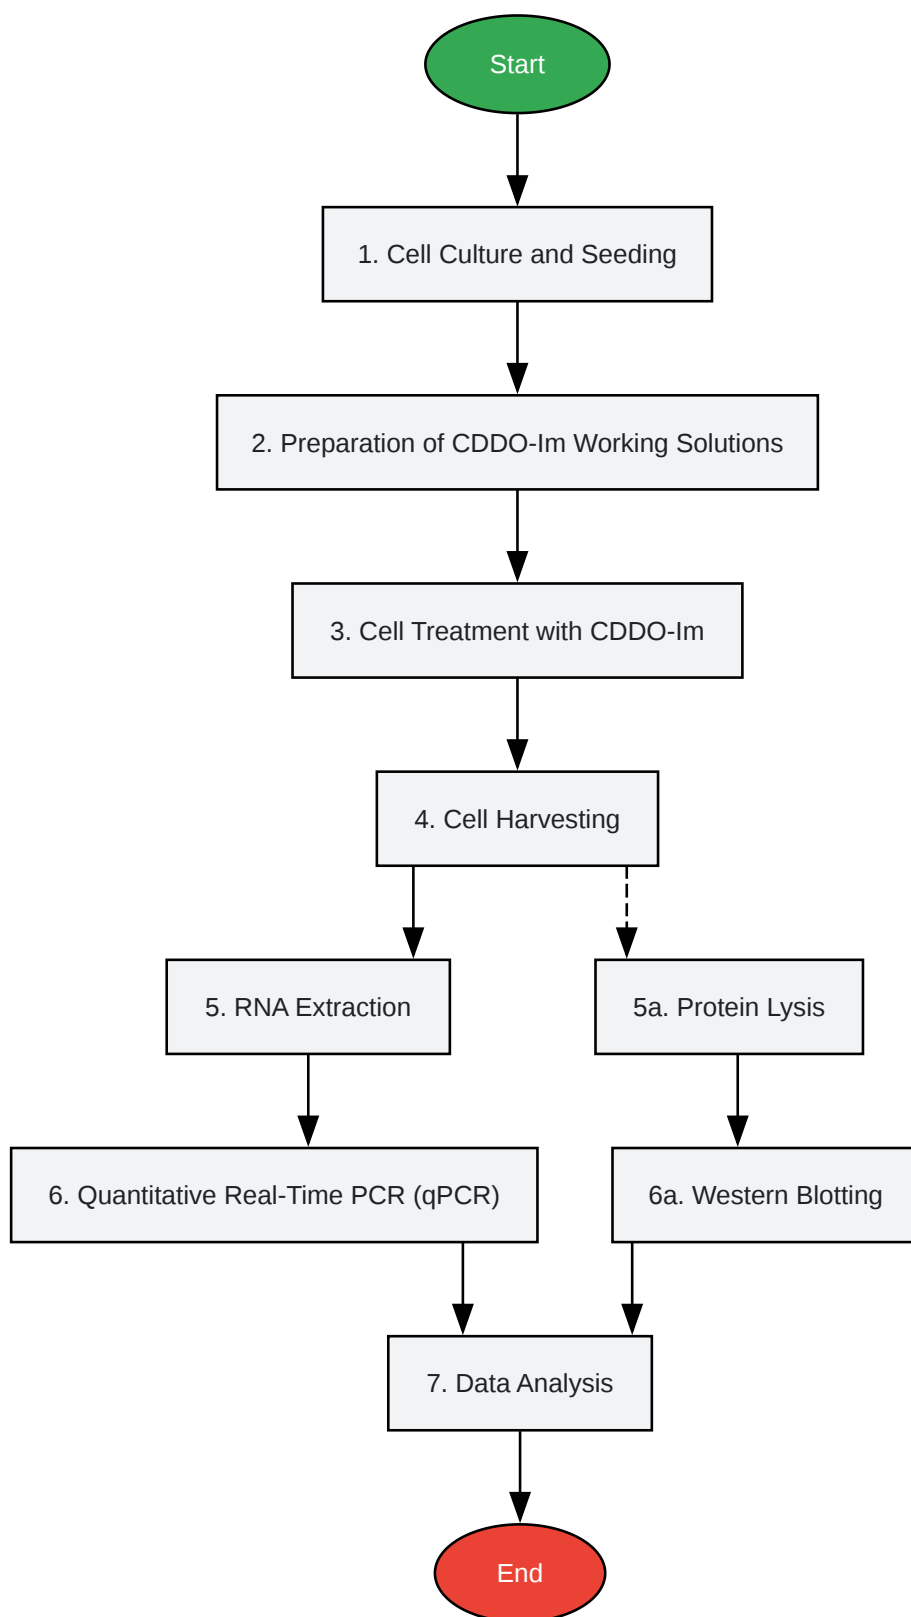 Start
1. Cell Culture and Seeding
2. Preparation of CDDO-Im Working Solutions
3. Cell Treatment with CDDO-Im
4. Cell Harvesting
5. RNA Extraction
5a. Protein Lysis
6. Quantitative Real-Time PCR (qPCR)
6a. Western Blotting
7. Data Analysis
End